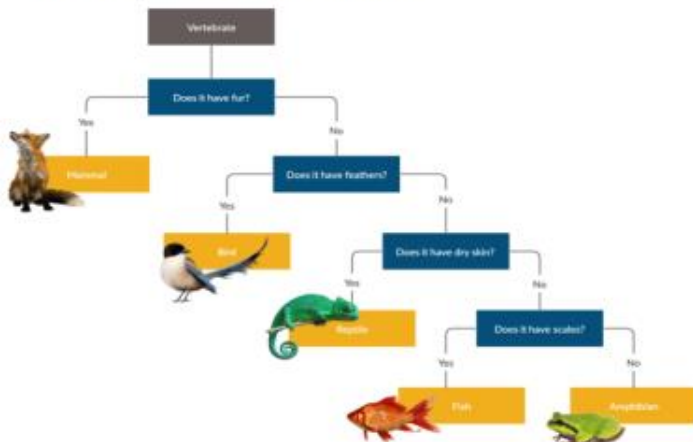 Vertebrate
Does it have fur?
Yes
No
Mammal
Does it have feathers?
Yes
No
Bird
Does it have dry skin?
Yes
No
Reptile
Does it have scales?
Yes
No
Fish
Amphibian